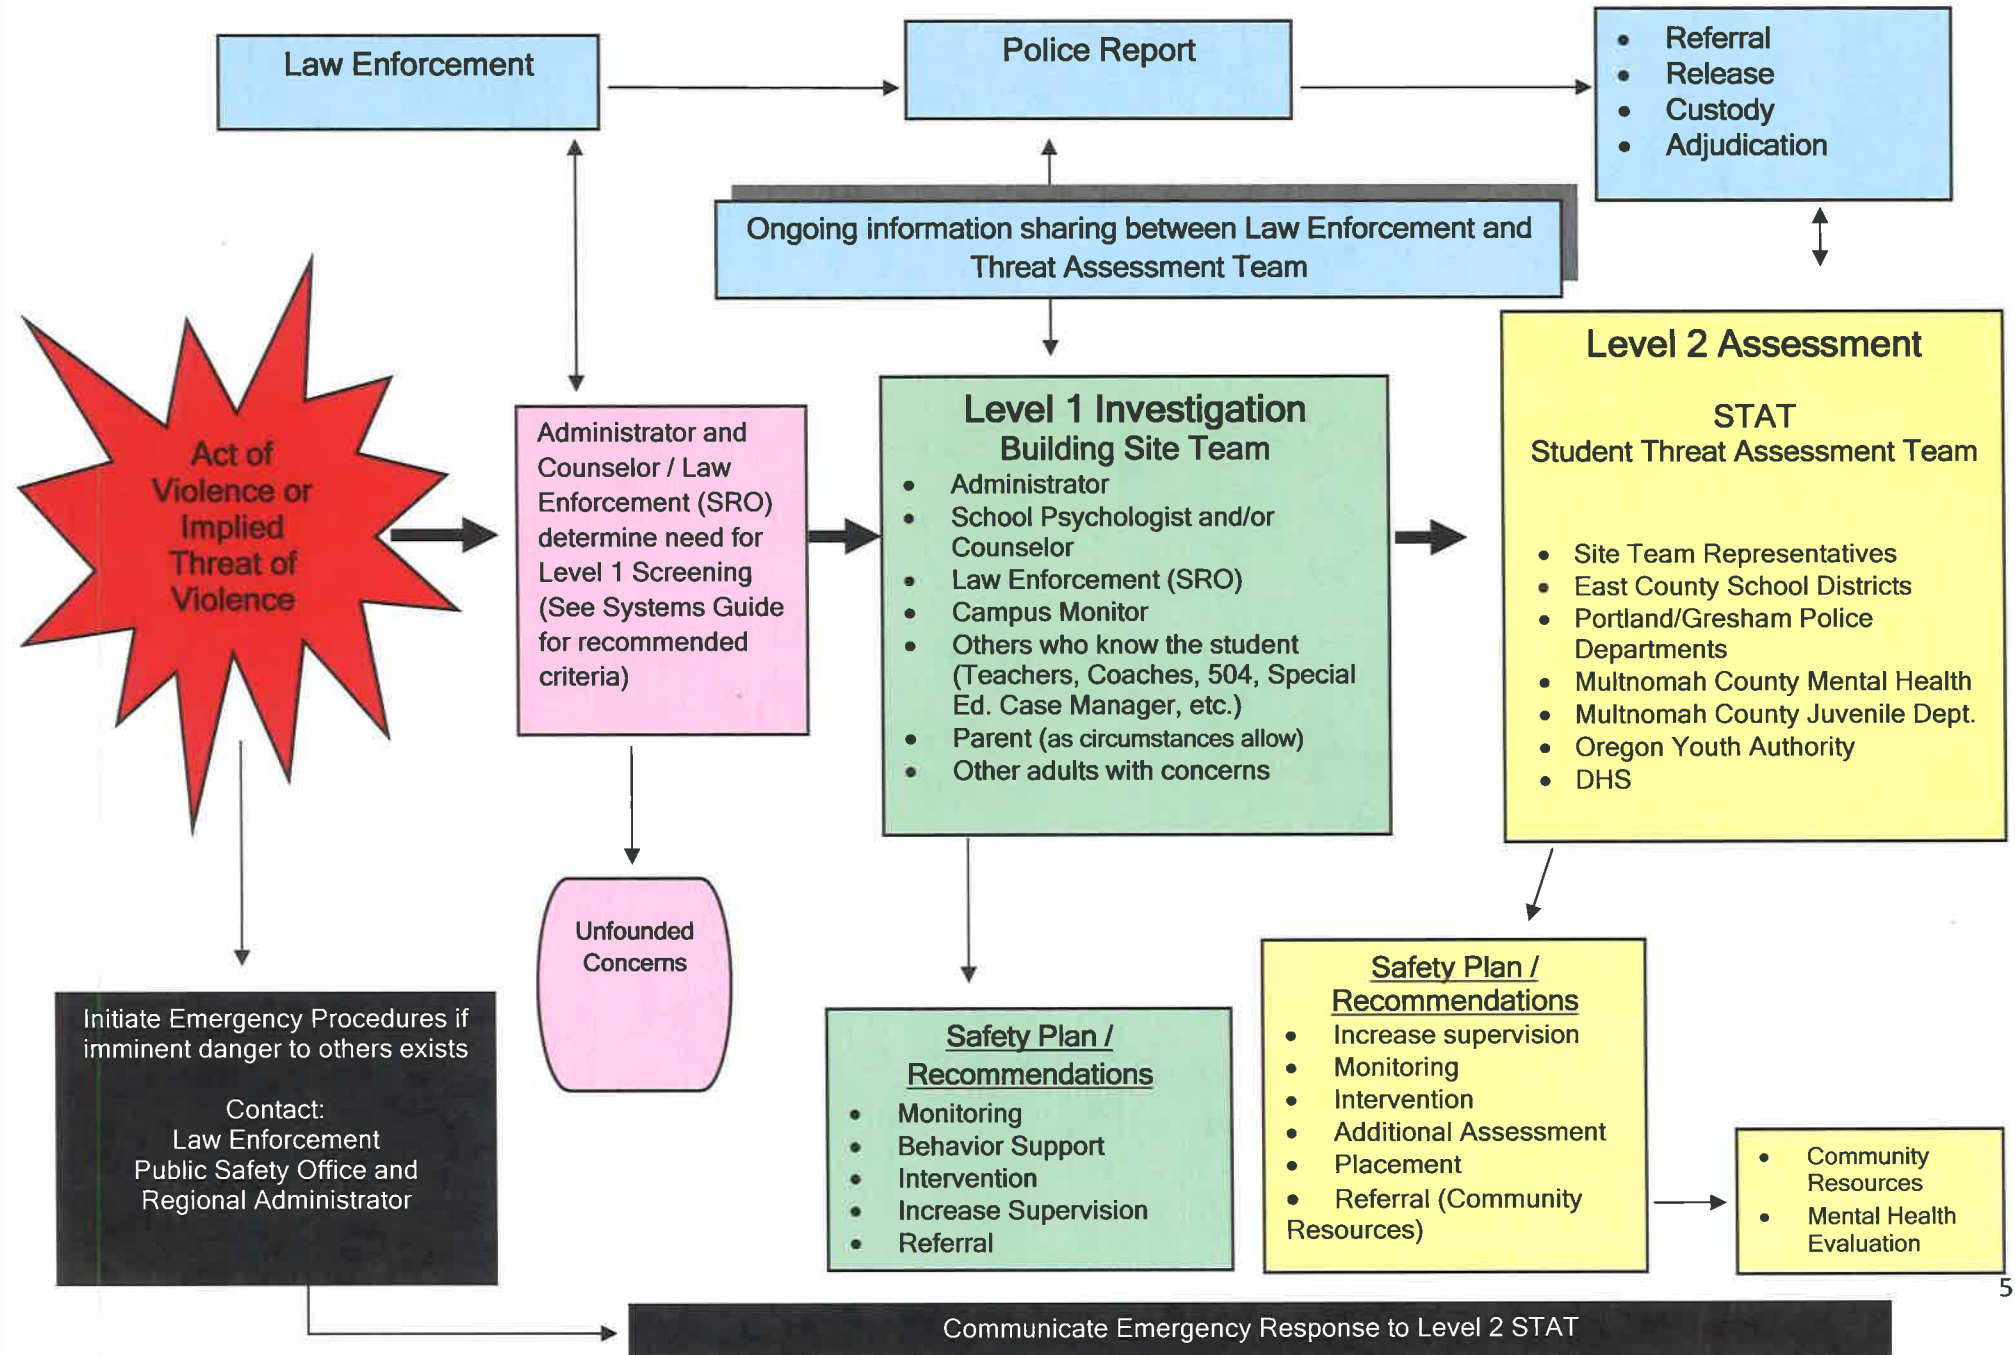 Law Enforcement
Police Report
• Referral
• Release
• Custody
• Adjudication
Ongoing information sharing between Law Enforcement and
Threat Assessment Team
Act of
Violence or
Implied
Threat of
Violence
Administrator and
Counselor / Law
Enforcement (SRO)
determine need for
Level 1 Screening
(See Systems Guide
for recommended
criteria)
Level 1 Investigation
Building Site Team
• Administrator
• School Psychologist and/or
Counselor
• Law Enforcement (SRO)
• Campus Monitor
• Others who know the student
(Teachers, Coaches, 504, Special
Ed. Case Manager, etc.)
• Parent (as circumstances allow)
• Other adults with concerns
Level 2 Assessment
STAT
Student Threat Assessment Team
• Site Team Representatives
• East County School Districts
• Portland/Gresham Police
Departments
• Multnomah County Mental Health
• Multnomah County Juvenile Dept.
• Oregon Youth Authority
• DHS
Initiate Emergency Procedures if
imminent danger to others exists
Contact:
Law Enforcement
Public Safety Office and
Regional Administrator
Unfounded
Concerns
Safety Plan /
Recommendations
• Monitoring
• Behavior Support
• Intervention
• Increase Supervision
• Referral
Safety Plan /
Recommendations
• Increase supervision
• Monitoring
• Intervention
• Additional Assessment
• Placement
• Referral (Community
Resources)
• Community
Resources
• Mental Health
Evaluation
5
Communicate Emergency Response to Level 2 STAT